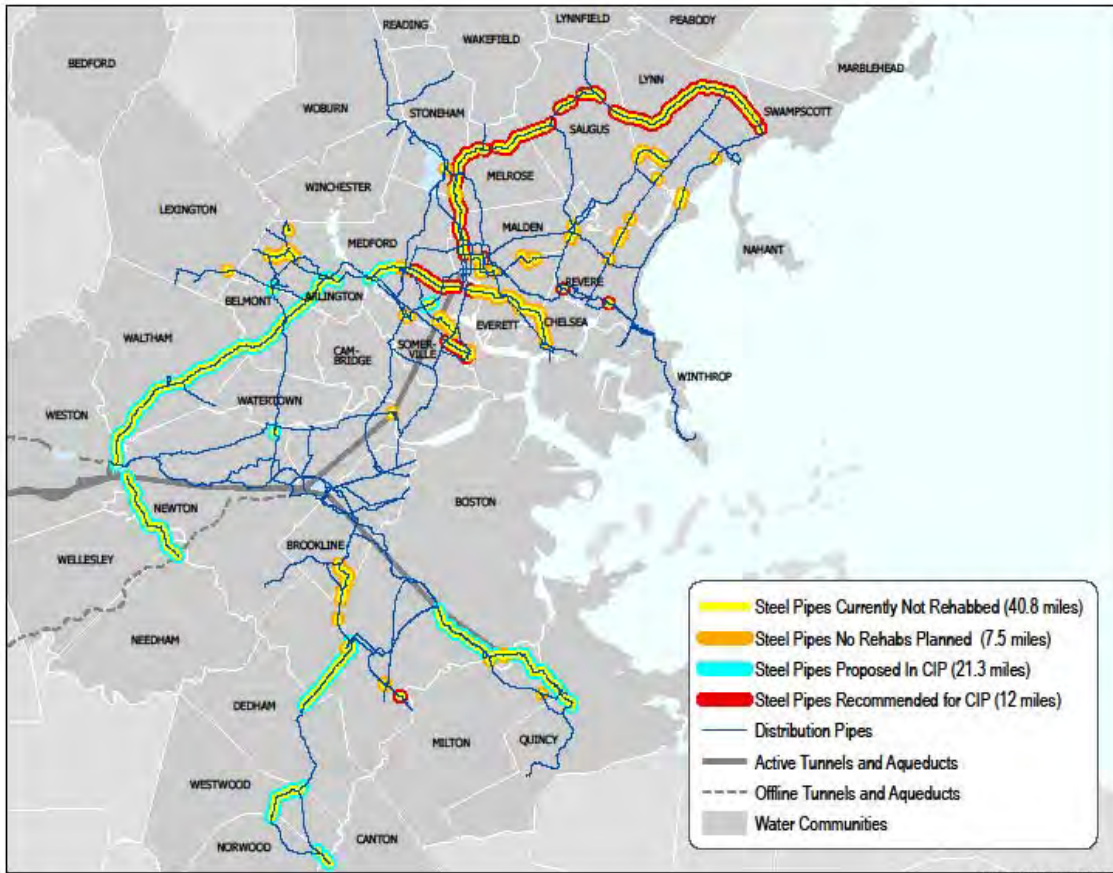 READING
LYNNFIELD
PEABODY
WAKEFIELD
BEDFORD
MARBLEHEAD
LYNN
WOBURN
STONEHAM
SWAMPSCOTT
SAUGUS
MELROSE
WINCHESTER
LEXINGTON
MALDEN
MEDFORD
NAHANT
REVERE
BELMONT
ARLINGTON
EVERETT
CHELSEA
WALTHAM
CAM-
BRIDGE
SOMER-
VILLE
WINTHROP
WATERTOWN
WESTON
BOSTON
NEWTON
BROOKLINE
WELLESLEY
NEEDHAM
DEDHAM
MILTON
QUINCY
WESTWOOD
NORWOOD
CANTON
Steel Pipes Currently Not Rehabbed (40.8 miles)
Steel Pipes No Rehabs Planned (7.5 miles)
Steel Pipes Proposed In CIP (21.3 miles)
Steel Pipes Recommended for CIP (12 miles)
Distribution Pipes
Active Tunnels and Aqueducts
Offline Tunnels and Aqueducts
Water Communities